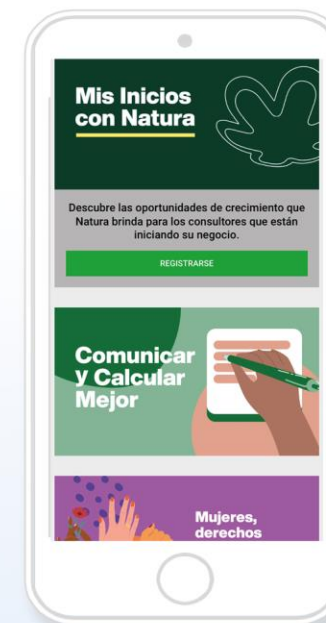 Mis Inicios
con Natura
Descubre las oportunidades de crecimiento que
Natura brinda para los consultores que están
iniciando su negocio.
REGISTRARSE
Comunicar
y Calcular
Mejor
Mujeres,
derechos